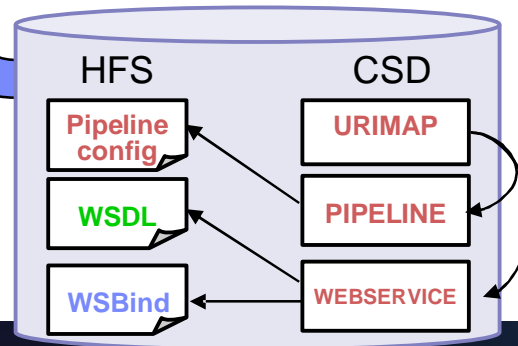 HFS
CSD
Pipeline
config
URIMAP
WSDL
PIPELINE
WSBind
WEBSERVICE